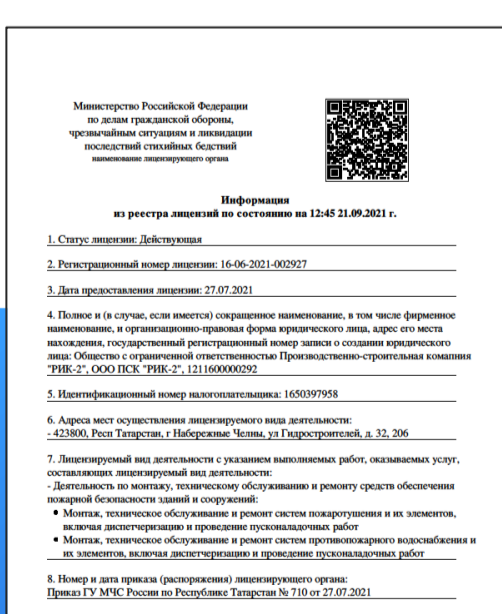 Министерство Российской Федерации
по делам гражданской обороны,
чрезвычайным ситуациям и ликвидации
последствий стихийных бедствий
наименование лицензирующего органа
Информация
из реестра лицензий по состоянию на 12:45 21.09.2021 г.
1. Статус лицензии: Действующая
2. Регистрационный номер лицензии: 16-06-2021-002927
3. Дата предоставления лицензии: 27.07.2021
4. Полное и (в случае, если имеется) сокращенное наименование, в том числе фирменное
наименование, и организационно-правовая форма юридического лица, адрес его места
нахождения, государственный регистрационный номер записи о создании юридического
лица: Общество с ограниченной ответственностью Производственно-строительная комапния
"РИК-2", ООО ПСК "РИК-2", 1211600000292
5. Идентификационный номер налогоплательщика: 1650397958
6. Адреса мест осуществления лицензируемого вида деятельности:
- 423800, Респ Татарстан, г Набережные Челны, ул Гидростроителей, д. 32, 206
7. Лицензируемый вид деятельности с указанием выполняемых работ, оказываемых услуг,
составляющих лицензируемый вид деятельности:
- Деятельность по монтажу, техническому обслуживанию и ремонту средств обеспечения
пожарной безопасности зданий и сооружений:
• Монтаж, техническое обслуживание и ремонт систем пожаротушения и их элементов,
включая диспетчеризацию и проведение пусконаладочных работ
• Монтаж, техническое обслуживание и ремонт систем противопожарного водоснабжения и
их элементов, включая диспетчеризацию и проведение пусконаладочных работ
8. Номер и дата приказа (распоряжения) лицензирующего органа:
Приказ ГУ МЧС России по Республике Татарстан № 710 от 27.07.2021